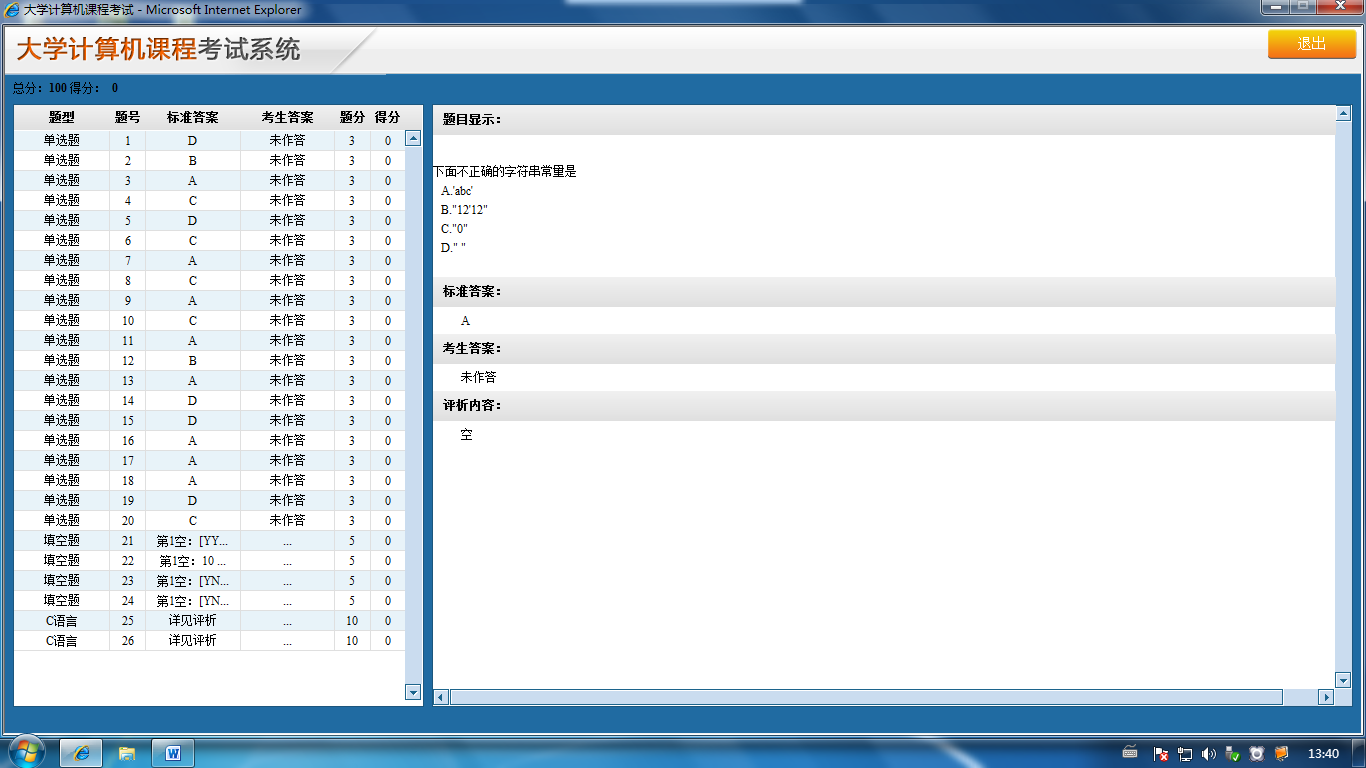 大学计算机课程考试 - Microsoft Internet Explorer
大学计算机课程考试系统
退出
总分：100 得分： 0
题型 题号 标准答案 考生答案 题分 得分
单选题 1 D 未作答 3 0
单选题 2 B 未作答 3 0
单选题 3 A 未作答 3 0
单选题 4 C 未作答 3 0
单选题 5 D 未作答 3 0
单选题 6 C 未作答 3 0
单选题 7 A 未作答 3 0
单选题 8 C 未作答 3 0
单选题 9 A 未作答 3 0
单选题 10 C 未作答 3 0
单选题 11 A 未作答 3 0
单选题 12 B 未作答 3 0
单选题 13 A 未作答 3 0
单选题 14 D 未作答 3 0
单选题 15 D 未作答 3 0
单选题 16 A 未作答 3 0
单选题 17 A 未作答 3 0
单选题 18 A 未作答 3 0
单选题 19 D 未作答 3 0
单选题 20 C 未作答 3 0
填空题 21 第1空：[YY... ... 5 0
填空题 22 第1空：10 ... ... 5 0
填空题 23 第1空：[YN... ... 5 0
填空题 24 第1空：[YN... ... 5 0
C语言 25 详见评析 ... 10 0
C语言 26 详见评析 ... 10 0
题目显示：
下面不正确的字符串常量是
A.'abc'
B."12'12"
C."0"
D." "
标准答案：
A
考生答案：
未作答
评析内容：
空
13:40